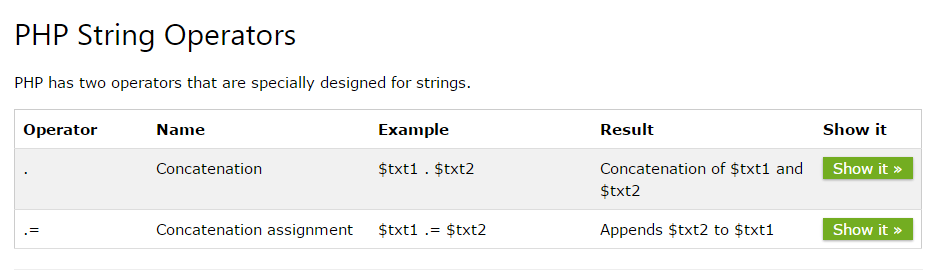 PHP String Operators
PHP has two operators that are specially designed for strings.
Operator Name Example Result Show it
. Concatenation $txt1 . $txt2 Concatenation of $txt1 and $txt2 Show it »
.= Concatenation assignment $txt1 .= $txt2 Appends $txt2 to $txt1 Show it »